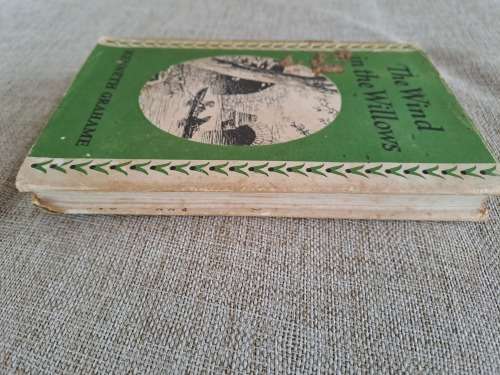 The Wind
in the Willows
KENNETH GRAHAME